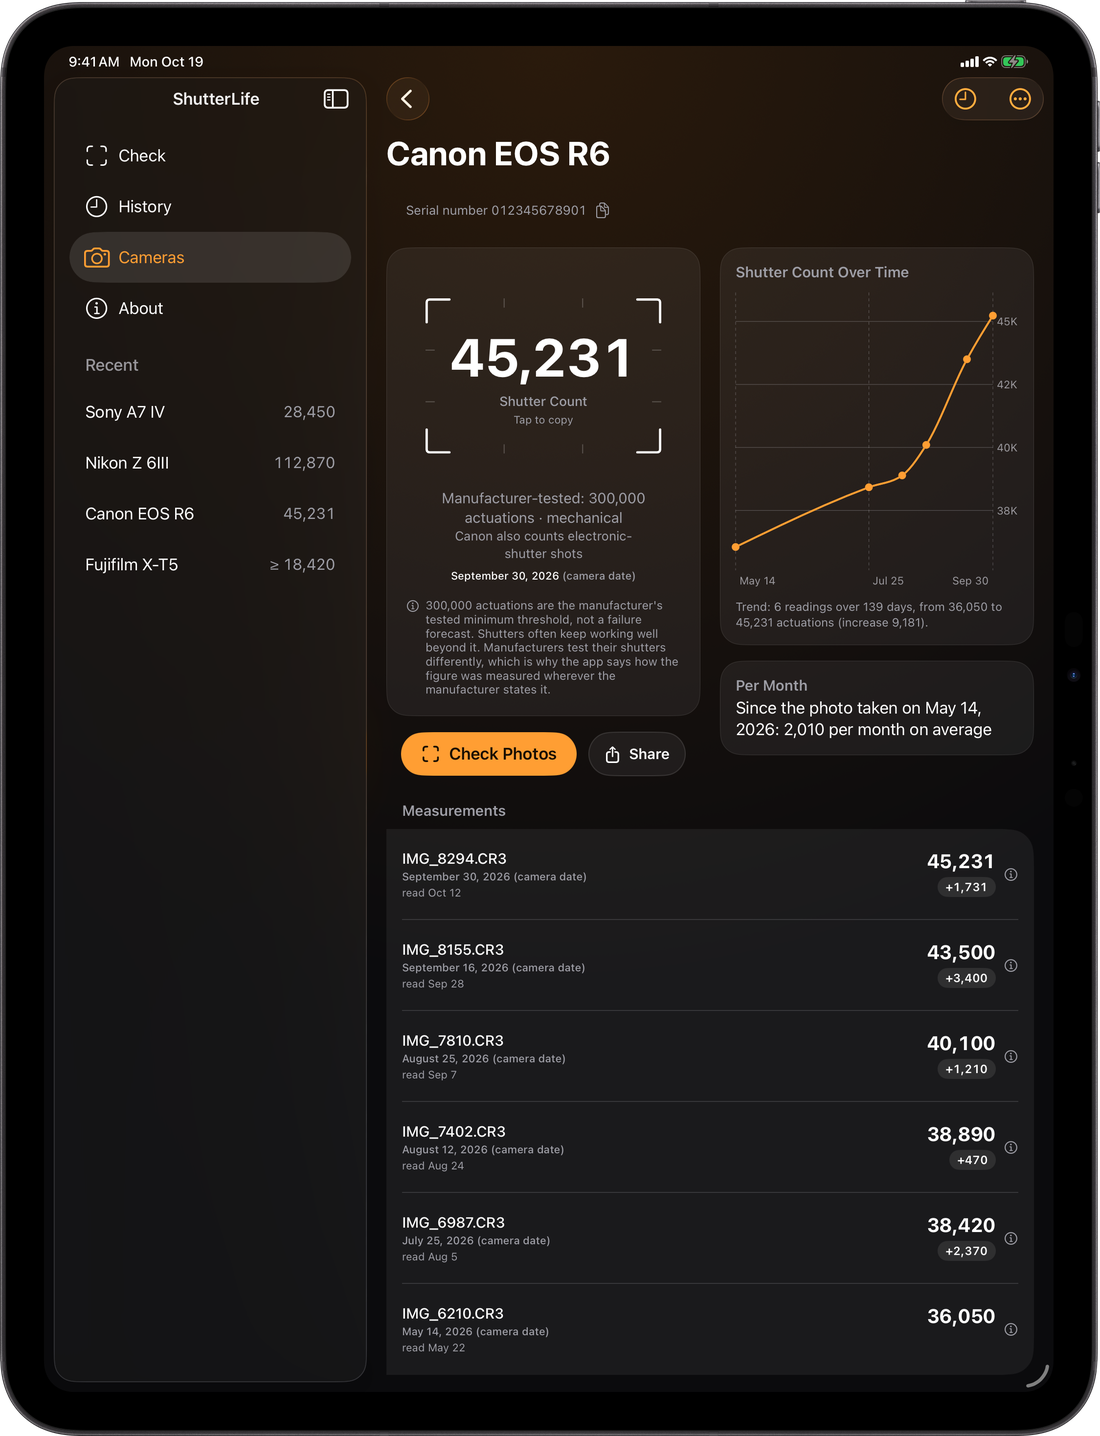 9:41 AM Mon Oct 19
ShutterLife
Check
History
Cameras
About
Recent
Sony A7 IV 28,450
Nikon Z 6III 112,870
Canon EOS R6 45,231
Fujifilm X-T5 ≥ 18,420
Canon EOS R6
Serial number 012345678901
45,231
Shutter Count
Tap to copy
Manufacturer-tested: 300,000
actuations · mechanical
Canon also counts electronic-
shutter shots
September 30, 2026 (camera date)
300,000 actuations are the manufacturer's
tested minimum threshold, not a failure
forecast. Shutters often keep working well
beyond it. Manufacturers test their shutters
differently, which is why the app says how the
figure was measured wherever the
manufacturer states it.
Check Photos
Share
Shutter Count Over Time
45K
42K
40K
38K
May 14 Jul 25 Sep 30
Trend: 6 readings over 139 days, from 36,050 to
45,231 actuations (increase 9,181).
Per Month
Since the photo taken on May 14,
2026: 2,010 per month on average
Measurements
IMG_8294.CR3 45,231
September 30, 2026 (camera date) +1,731
read Oct 12
IMG_8155.CR3 43,500
September 16, 2026 (camera date) +3,400
read Sep 28
IMG_7810.CR3 40,100
August 25, 2026 (camera date) +1,210
read Sep 7
IMG_7402.CR3 38,890
August 12, 2026 (camera date) +470
read Aug 24
IMG_6987.CR3 38,420
July 25, 2026 (camera date) +2,370
read Aug 5
IMG_6210.CR3 36,050
May 14, 2026 (camera date)
read May 22